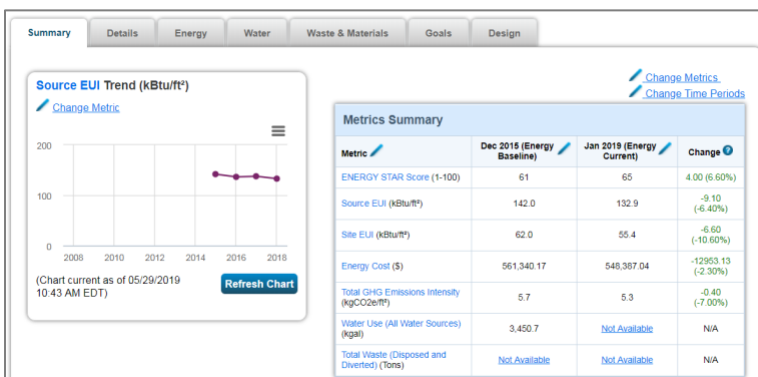 Summary
Details
Energy
Water
Waste & Materials
Goals
Design
Source EUI Trend (kBtu/ft²)
Change Metric
200
100
0
2008
2010
2012
2014
2016
2018
(Chart current as of 05/29/2019
10:43 AM EDT)
Refresh Chart
Change Metrics
Change Time Periods
Metrics Summary
Metric
Dec 2015 (Energy
Baseline)
Jan 2019 (Energy
Current)
Change ?
ENERGY STAR Score (1-100)
61
65
4.00 (6.60%)
Source EUI (kBtu/ft²)
142.0
132.9
-9.10
(-6.40%)
Site EUI (kBtu/ft²)
62.0
55.4
-6.60
(-10.60%)
Energy Cost ($)
561,340.17
548,387.04
-12953.13
(-2.30%)
Total GHG Emissions Intensity
(kgCO2e/ft²)
5.7
5.3
-0.40
(-7.00%)
Water Use (All Water Sources)
(kgal)
3,450.7
Not Available
N/A
Total Waste (Disposed and
Diverted) (Tons)
Not Available
Not Available
N/A